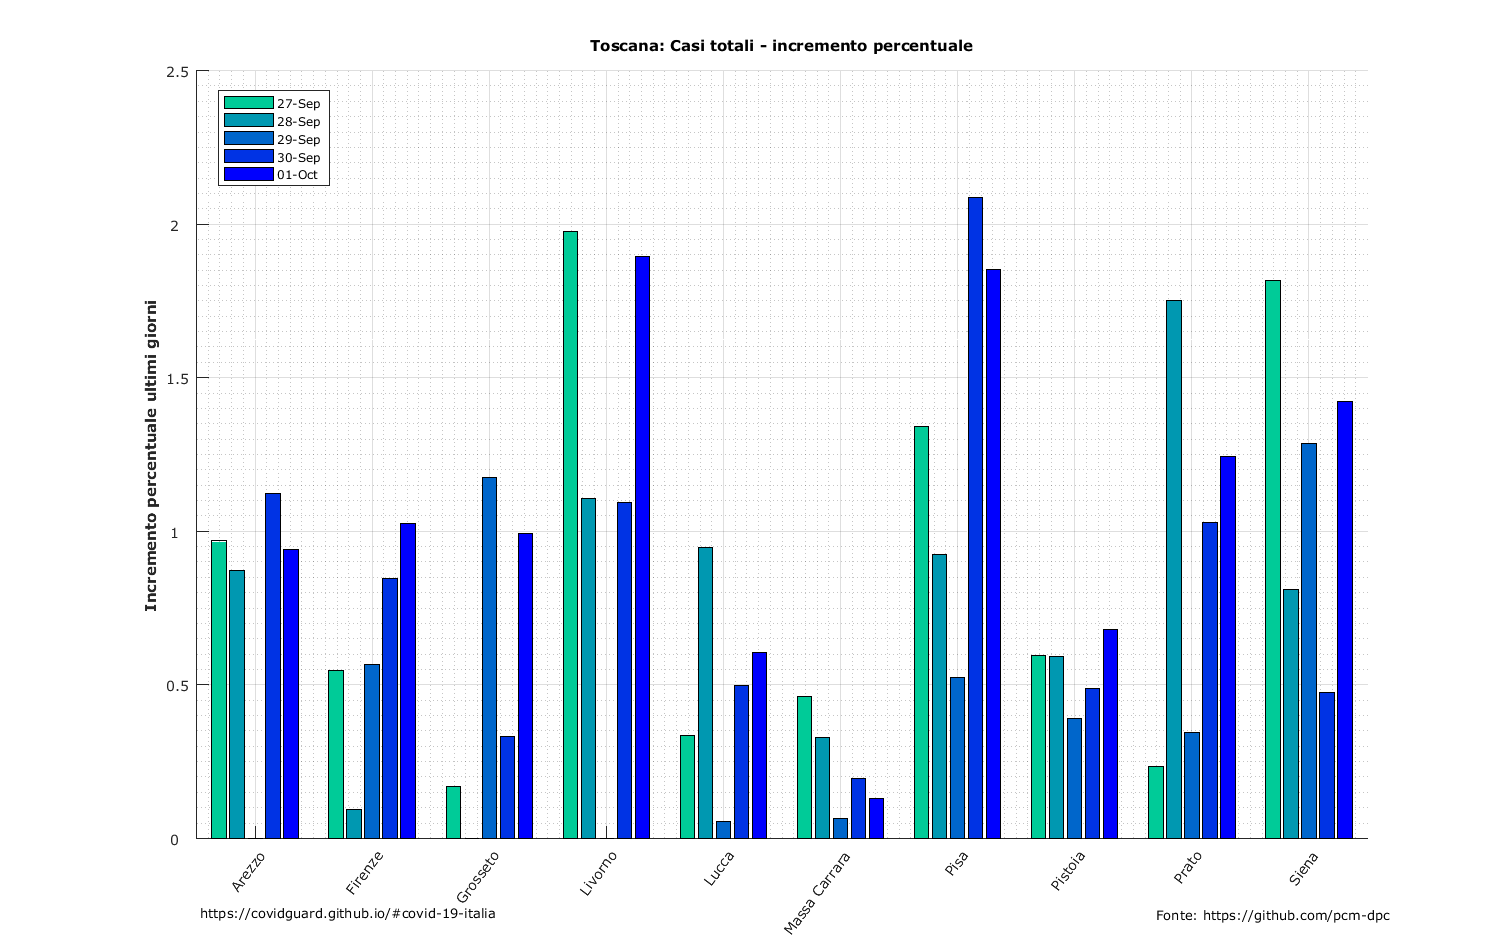 Toscana: Casi totali - incremento percentuale
2.5
2
1.5
1
0.5
0
Incremento percentuale ultimi giorni
27-Sep
28-Sep
29-Sep
30-Sep
01-Oct
Arezzo
Firenze
Grosseto
Livorno
Lucca
Massa Carrara
Pisa
Pistoia
Prato
Siena
https://covidguard.github.io/#covid-19-italia
Fonte: https://github.com/pcm-dpc